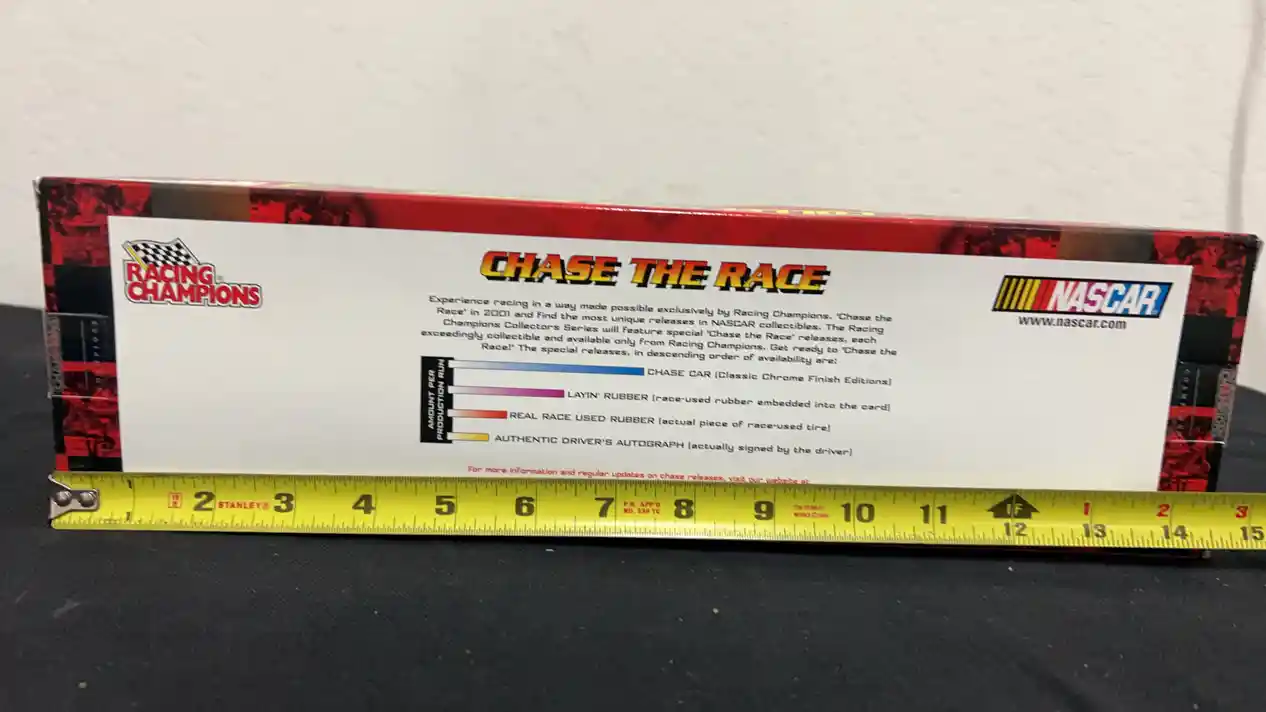 RACING
CHAMPIONS
CHASE THE RACE
NASCAR
www.nascar.com
Experience racing in a way made possible exclusively by Racing Champions. "Chase the
Race" in 2001 and find the most unique releases in NASCAR collectibles. The Racing
Champions Collectors Series will feature special "Chase the Race" releases, each
exceedingly collectible and available only from Racing Champions. Get ready to "Chase the
Race!" The special releases, in descending order of availability are:
AMOUNT PER
PRODUCTION RUN
CHASE CAR (Classic Chrome Finish Editions)
LAYIN' RUBBER (race-used rubber embedded into the card)
REAL RACE USED RUBBER (actual piece of race-used tire)
AUTHENTIC DRIVER'S AUTOGRAPH (actually signed by the driver)
For more information and regular updates on chase releases, visit our website at
1 2 STANLEY® 3 4 5 6 7 8 9 10 11 1F 1 2 3
1 12 13 14 15